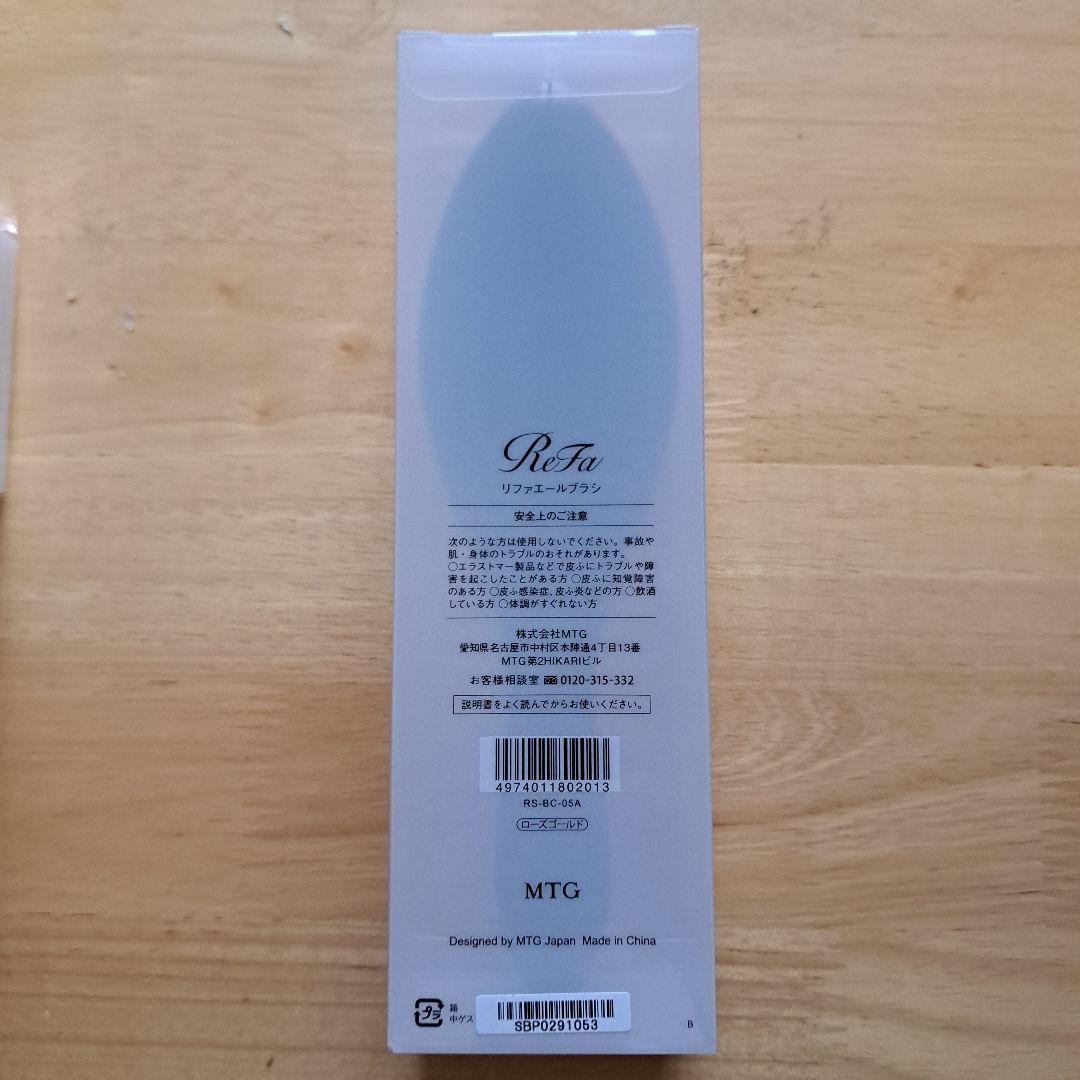 ReFa
リファエールブラシ
安全上のご注意
次のような方は使用しないでください。事故や
肌・身体のトラブルのおそれがあります。
○エラストマー製品などで皮ふにトラブルや障
害を起こしたことがある方 ○皮ふに知覚障害
のある方 ○皮ふ感染症、皮ふ炎などの方 ○飲酒
している方 ○体調がすぐれない方
株式会社MTG
愛知県名古屋市中村区本陣通4丁目13番
MTG第2HIKARIビル
お客様相談室 0120-315-332
説明書をよく読んでからお使いください。
4974011802013
RS-BC-05A
ローズゴールド
MTG
Designed by MTG Japan Made in China
プラ 箱
中ゲス
SBP0291053
B